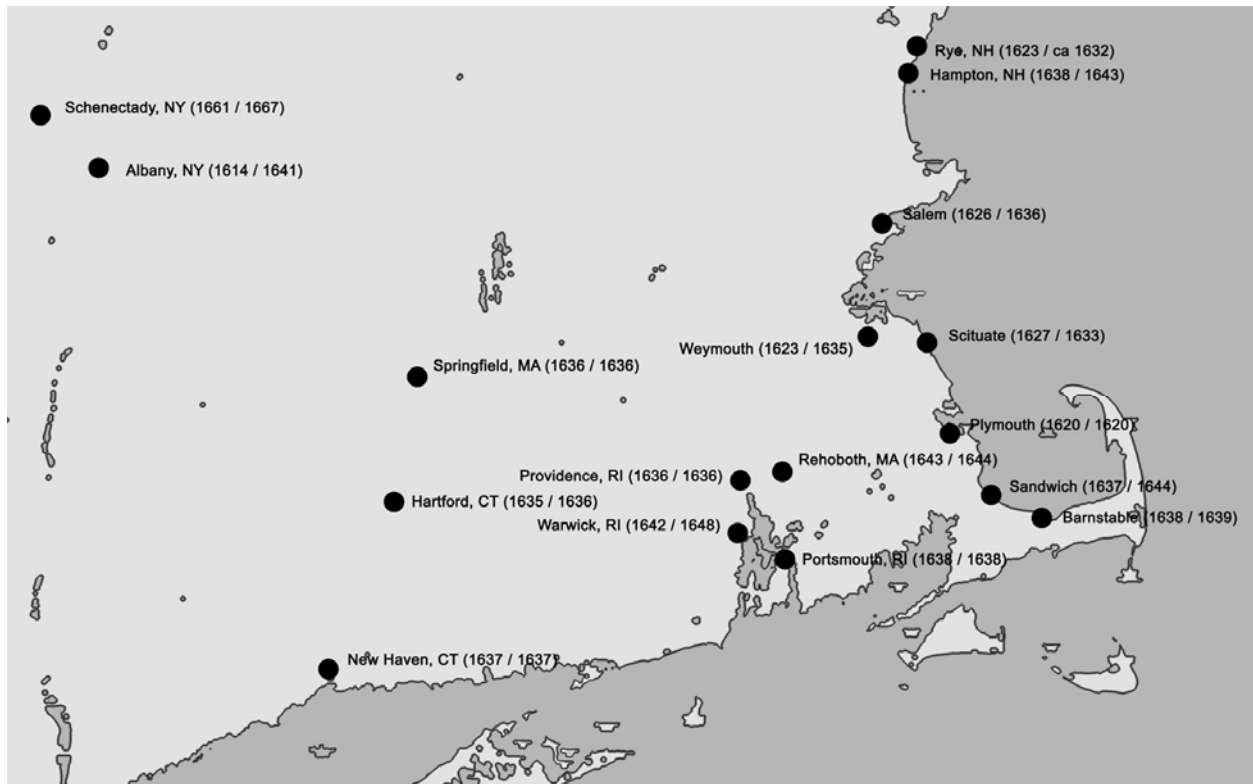 Rye, NH (1623 / ca 1632)
Hampton, NH (1638 / 1643)
Schenectady, NY (1661 / 1667)
Albany, NY (1614 / 1641)
Salem (1626 / 1636)
Scituate (1627 / 1633)
Weymouth (1623 / 1635)
Springfield, MA (1636 / 1636)
Plymouth (1620 / 1620)
Rehoboth, MA (1643 / 1644)
Providence, RI (1636 / 1636)
Sandwich (1637 / 1644)
Hartford, CT (1635 / 1636)
Barnstable (1638 / 1639)
Warwick, RI (1642 / 1648)
Portsmouth, RI (1638 / 1638)
New Haven, CT (1637 / 1637)